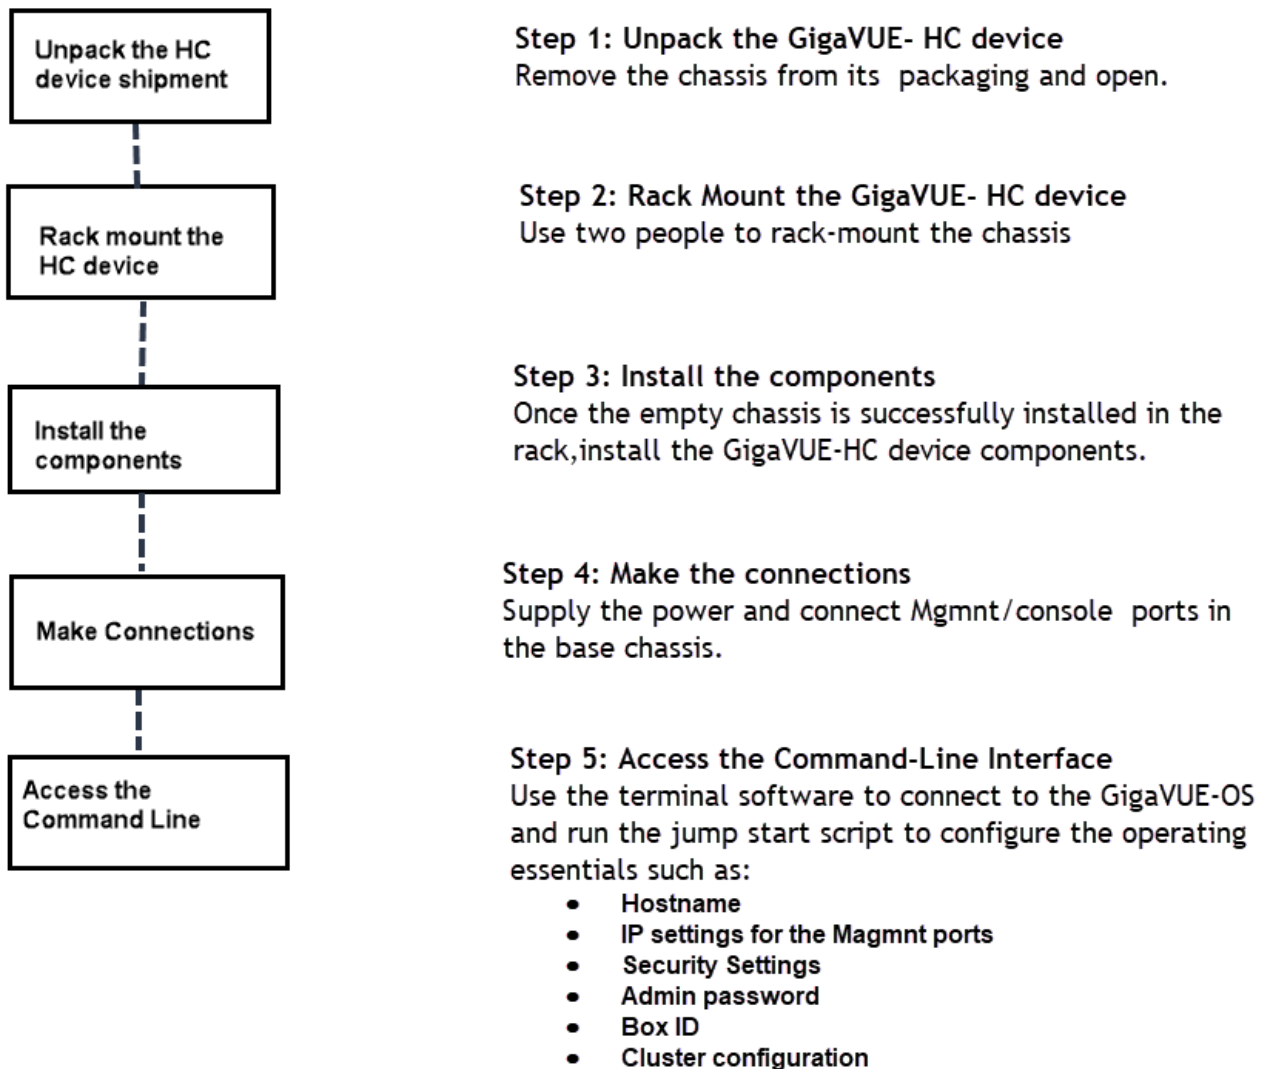 Unpack the HC
device shipment
Step 1: Unpack the GigaVUE- HC device
Remove the chassis from its  packaging and open.
Rack mount the
HC device
Step 2: Rack Mount the GigaVUE- HC device
Use two people to rack-mount the chassis
Install the
components
Step 3: Install the components
Once the empty chassis is successfully installed in the
rack,install the GigaVUE-HC device components.
Make Connections
Step 4: Make the connections
Supply the power and connect Mgmnt/console  ports in
the base chassis.
Access the
Command Line
Step 5: Access the Command-Line Interface
Use the terminal software to connect to the GigaVUE-OS
and run the jump start script to configure the operating
essentials such as:
• Hostname
• IP settings for the Magmnt ports
• Security Settings
• Admin password
• Box ID
• Cluster configuration